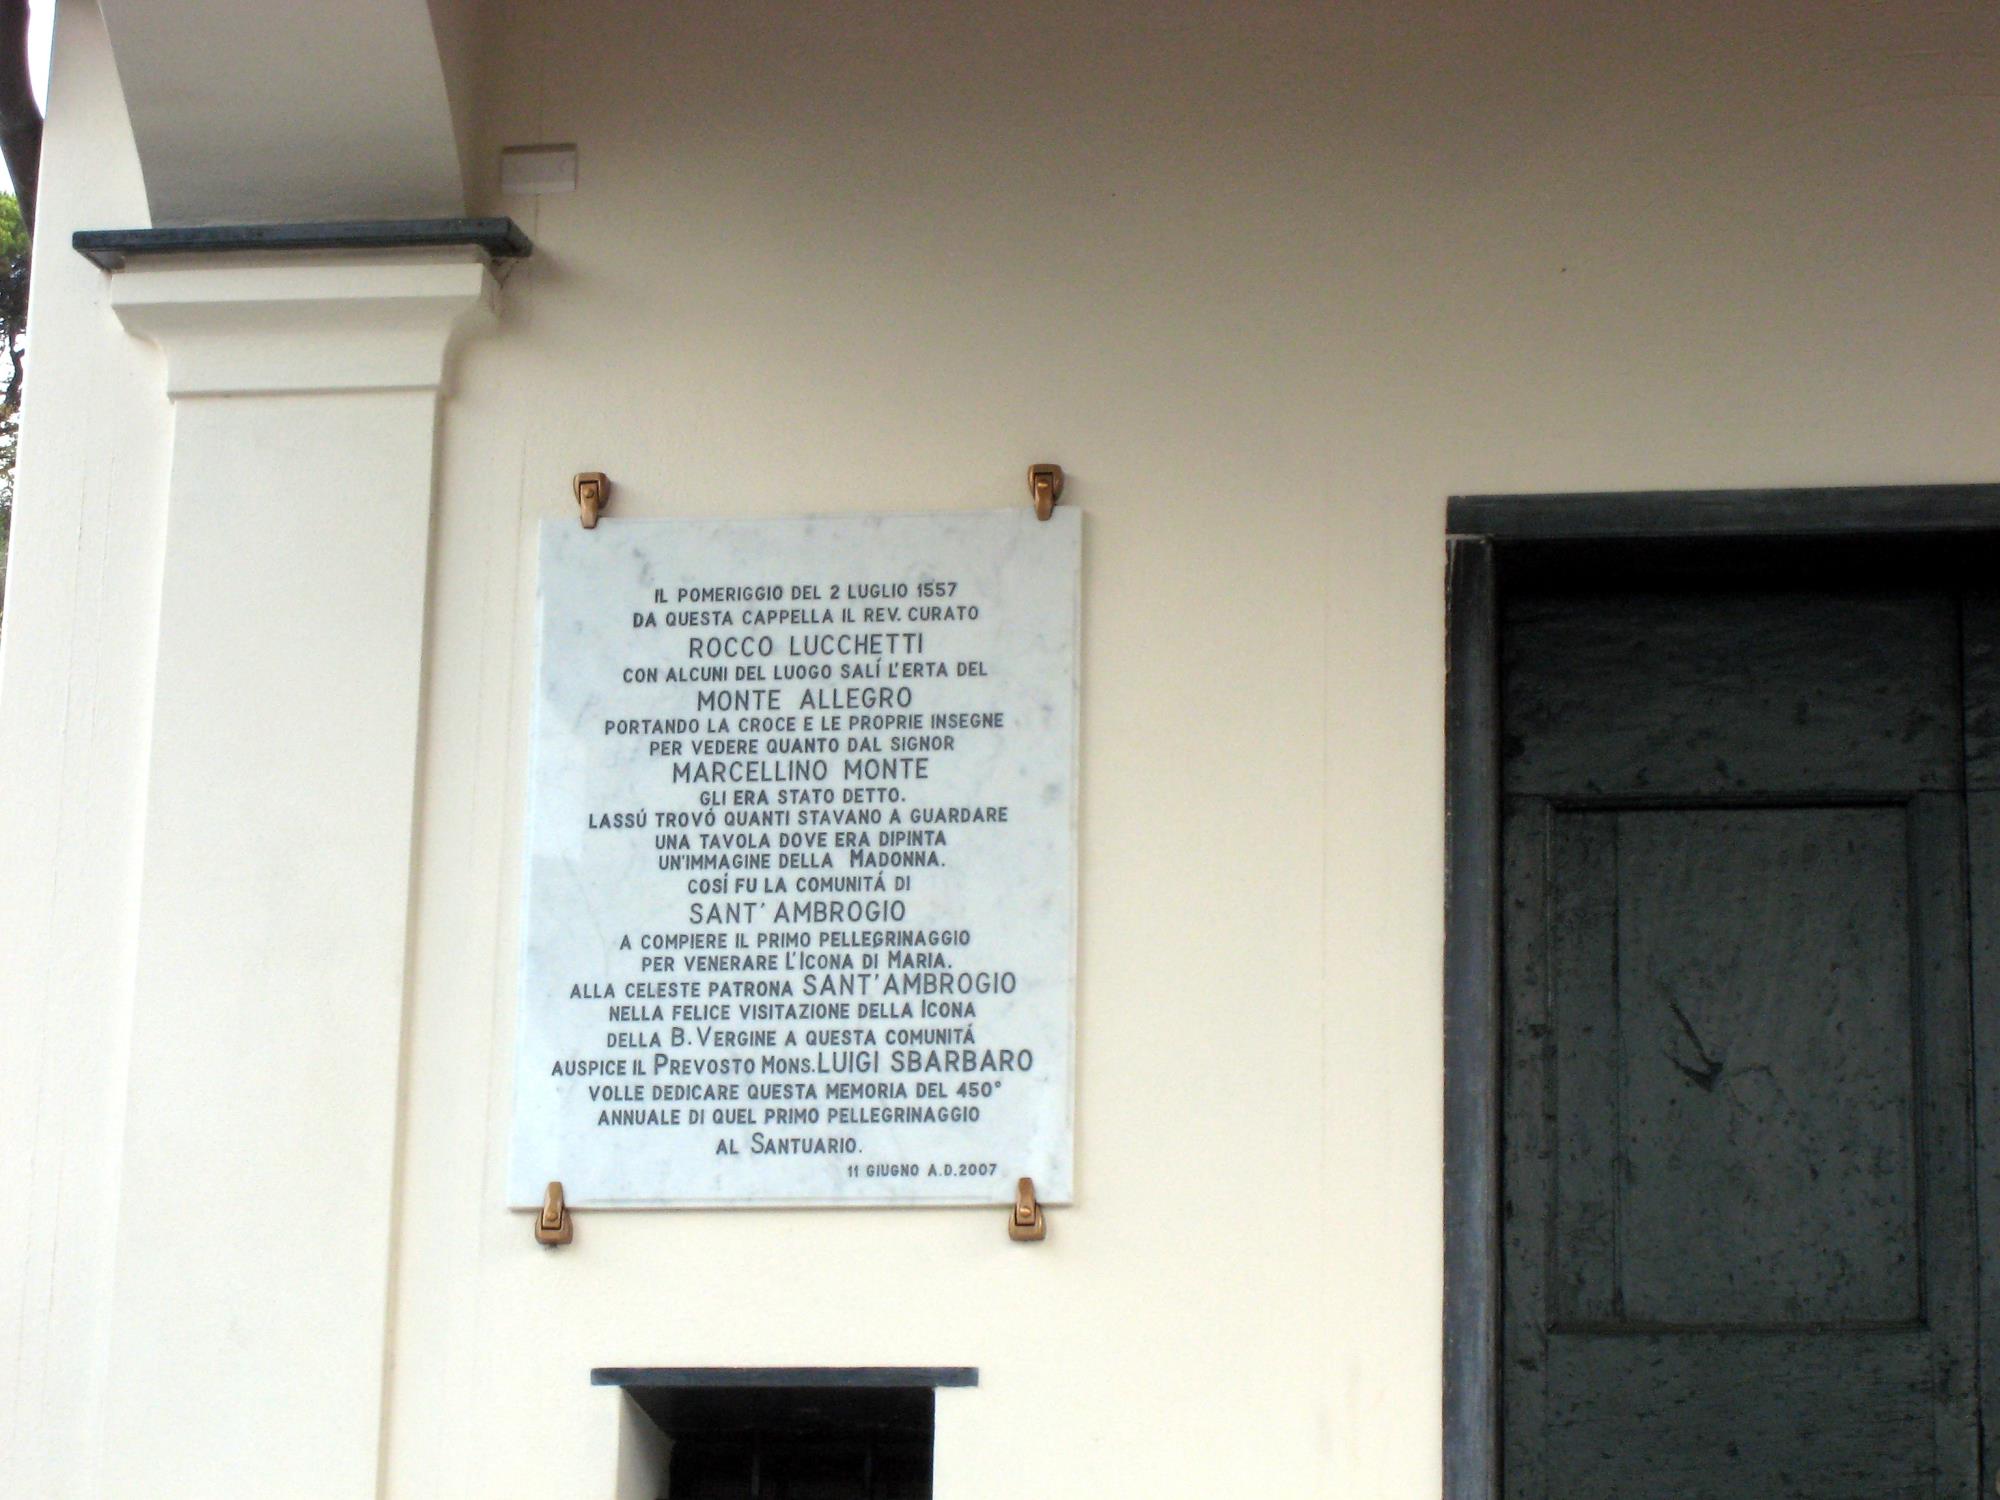 IL POMERIGGIO DEL 2 LUGLIO 1557
DA QUESTA CAPPELLA IL REV. CURATO
ROCCO LUCCHETTI
CON ALCUNI DEL LUOGO SALÍ L'ERTA DEL
MONTE ALLEGRO
PORTANDO LA CROCE E LE PROPRIE INSEGNE
PER VEDERE QUANTO DAL SIGNOR
MARCELLINO MONTE
GLI ERA STATO DETTO.
LASSÚ TROVÓ QUANTI STAVANO A GUARDARE
UNA TAVOLA DOVE ERA DIPINTA
UN'IMMAGINE DELLA MADONNA.
COSÍ FU LA COMUNITÁ DI
SANT' AMBROGIO
A COMPIERE IL PRIMO PELLEGRINAGGIO
PER VENERARE L'ICONA DI MARIA.
ALLA CELESTE PATRONA SANT'AMBROGIO
NELLA FELICE VISITAZIONE DELLA ICONA
DELLA B. VERGINE A QUESTA COMUNITÁ
AUSPICE IL PREVOSTO MONS. LUIGI SBARBARO
VOLLE DEDICARE QUESTA MEMORIA DEL 450°
ANNUALE DI QUEL PRIMO PELLEGRINAGGIO
AL SANTUARIO.
11 GIUGNO A.D. 2007